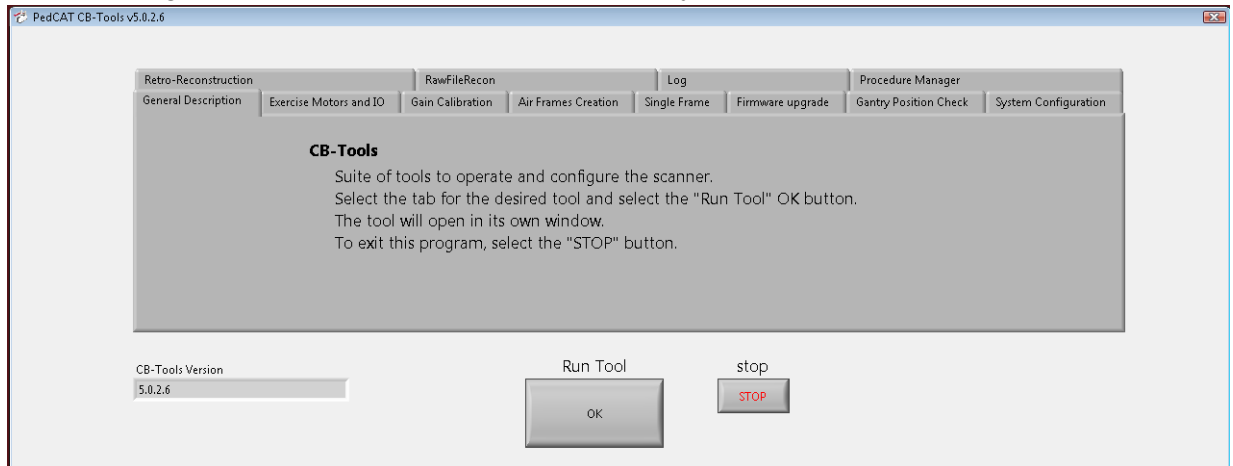 PedCAT CB-Tools v5.0.2.6
Retro-Reconstruction RawFileRecon Log Procedure Manager
General Description Exercise Motors and IO Gain Calibration Air Frames Creation Single Frame Firmware upgrade Gantry Position Check System Configuration
CB-Tools
Suite of tools to operate and configure the scanner.
Select the tab for the desired tool and select the "Run Tool" OK button.
The tool will open in its own window.
To exit this program, select the "STOP" button.
CB-Tools Version
5.0.2.6
Run Tool
OK
stop
STOP